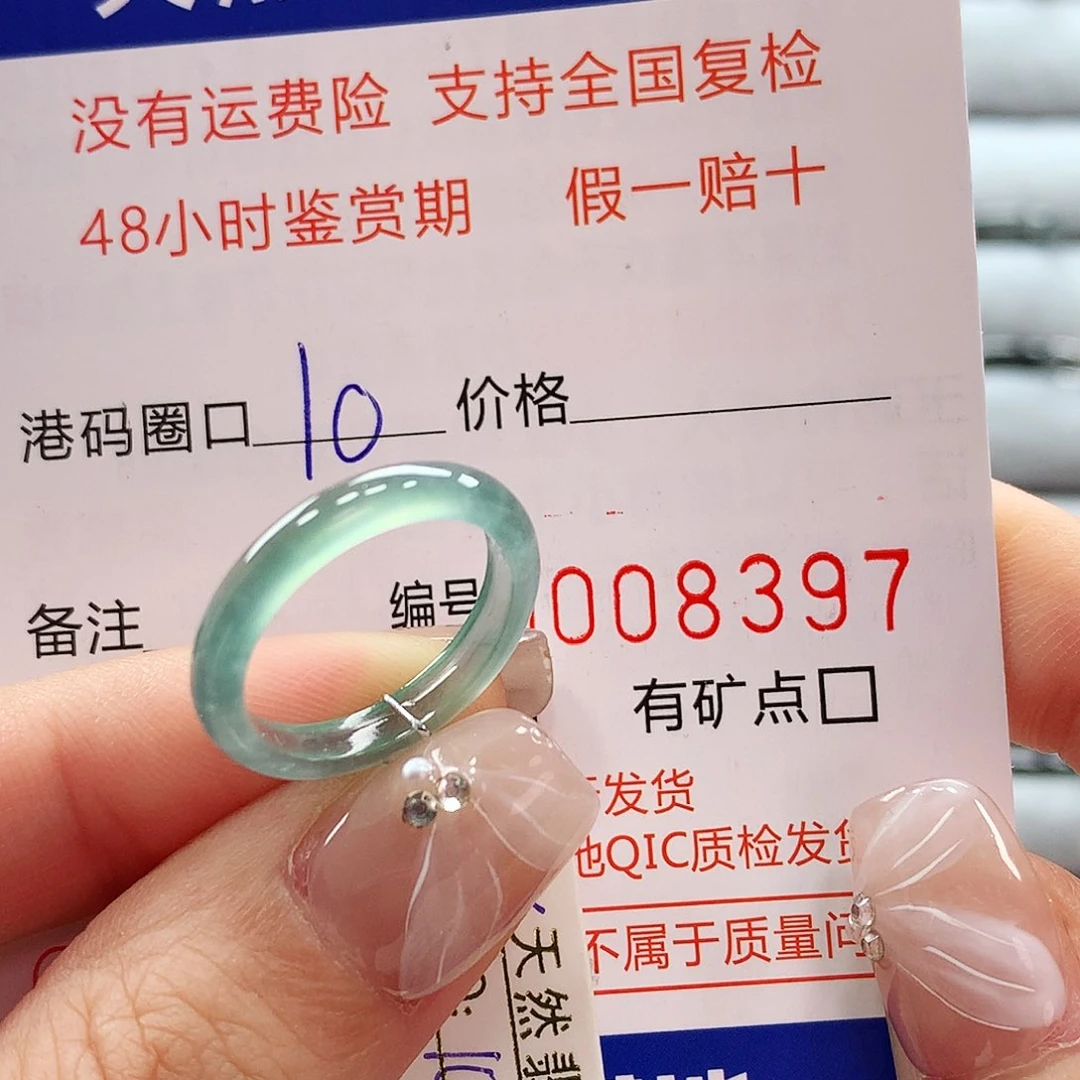 没有运费险 支持全国复检
48小时鉴赏期 假一赔十
港码圈口 10 价格
备注 编号 008397
有矿点□
发货
QIC质检发货
不属于质量问
天然翡